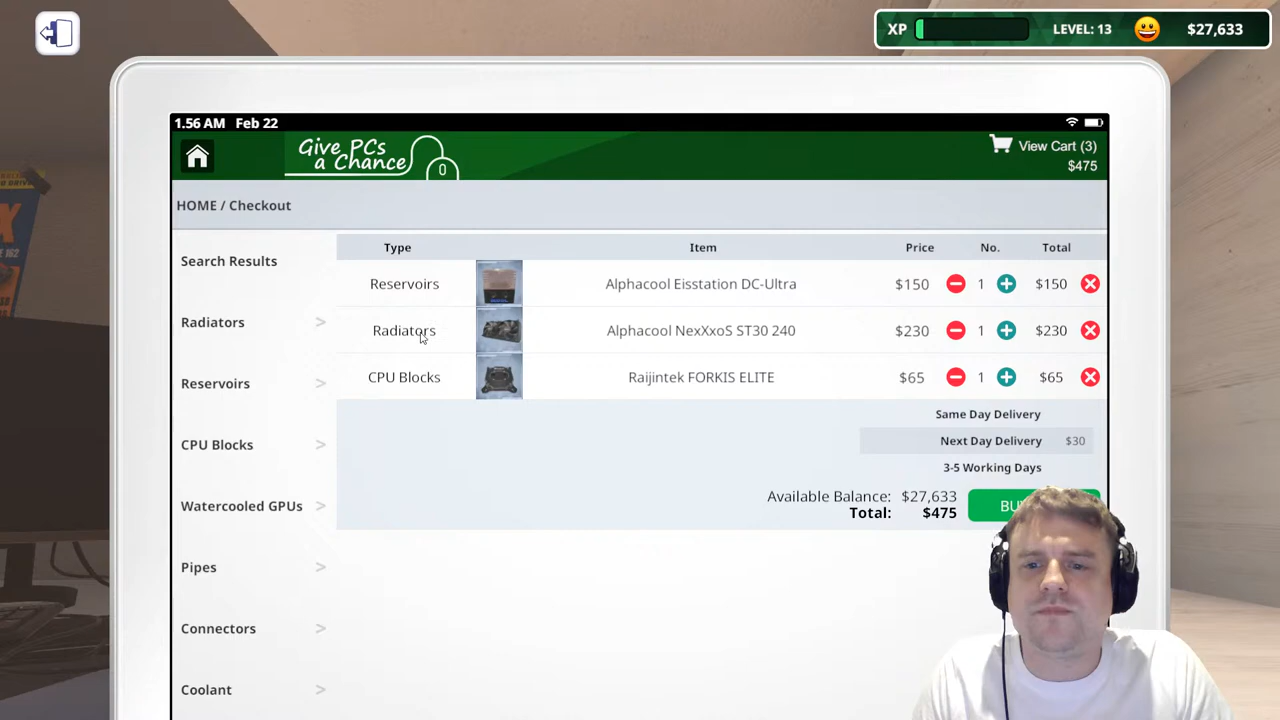 XP LEVEL: 13 $27,633
1.56 AM Feb 22
Give PCs
a Chance
View Cart (3)
$475
HOME / Checkout
Search Results
Radiators >
Reservoirs >
CPU Blocks >
Watercooled GPUs >
Pipes >
Connectors >
Coolant >
Type Item Price No. Total
Reservoirs Alphacool Eisstation DC-Ultra $150 1 $150
Radiators Alphacool NexXxoS ST30 240 $230 1 $230
CPU Blocks Raijintek FORKIS ELITE $65 1 $65
Same Day Delivery
Next Day Delivery $30
3-5 Working Days
Available Balance: $27,633
Total: $475